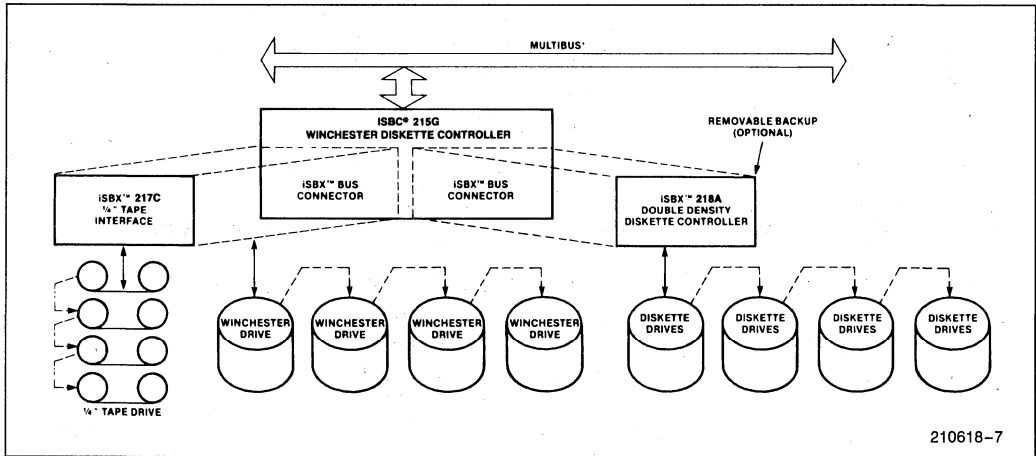 MULTIBUS*
iSBC® 215G
WINCHESTER DISKETTE CONTROLLER
REMOVABLE BACKUP
(OPTIONAL)
iSBX™ 217C
¼" TAPE
INTERFACE
iSBX™ BUS
CONNECTOR
iSBX™ BUS
CONNECTOR
iSBX™ 218A
DOUBLE DENSITY
DISKETTE CONTROLLER
WINCHESTER
DRIVE
WINCHESTER
DRIVE
WINCHESTER
DRIVE
WINCHESTER
DRIVE
DISKETTE
DRIVES
DISKETTE
DRIVES
DISKETTE
DRIVES
DISKETTE
DRIVES
¼" TAPE DRIVE
210618–7